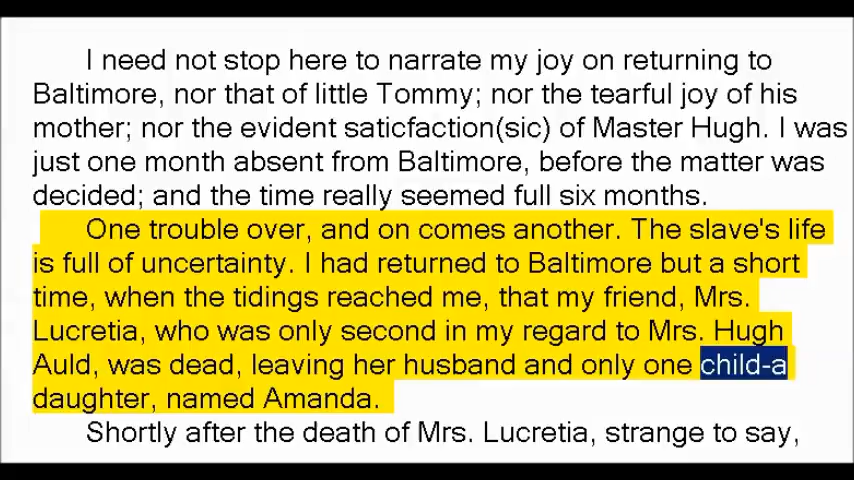 I need not stop here to narrate my joy on returning to
Baltimore, nor that of little Tommy; nor the tearful joy of his
mother; nor the evident saticfaction(sic) of Master Hugh. I was
just one month absent from Baltimore, before the matter was
decided; and the time really seemed full six months.
One trouble over, and on comes another. The slave's life
is full of uncertainty. I had returned to Baltimore but a short
time, when the tidings reached me, that my friend, Mrs.
Lucretia, who was only second in my regard to Mrs. Hugh
Auld, was dead, leaving her husband and only one child-a
daughter, named Amanda.
Shortly after the death of Mrs. Lucretia, strange to say,